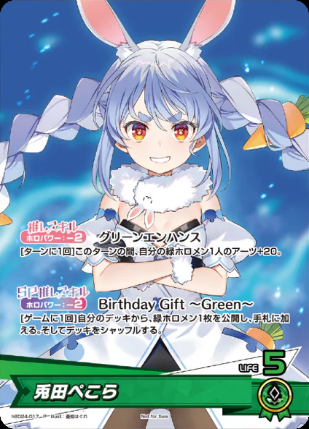 推しスキル
ホロパワー：-2
グリーンエンハンス
[ターンに1回]このターンの間、自分の緑ホロメン1人のアーツ+20。
SP推しスキル
ホロパワー：-2
Birthday Gift ～Green～
[ゲームに1回]自分のデッキから、緑ホロメン1枚を公開し、手札に加
える。そしてデッキをシャッフルする。
LIFE 5
兎田ぺこら
Not for Sale